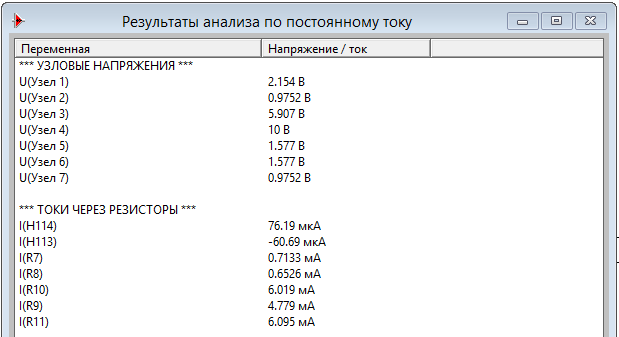 Результаты анализа по постоянному току
Переменная Напряжение / ток
*** УЗЛОВЫЕ НАПРЯЖЕНИЯ ***
U(Узел 1) 2.154 В
U(Узел 2) 0.9752 В
U(Узел 3) 5.907 В
U(Узел 4) 10 В
U(Узел 5) 1.577 В
U(Узел 6) 1.577 В
U(Узел 7) 0.9752 В
*** ТОКИ ЧЕРЕЗ РЕЗИСТОРЫ ***
I(H114) 76.19 мкА
I(H113) -60.69 мкА
I(R7) 0.7133 мА
I(R8) 0.6526 мА
I(R10) 6.019 мА
I(R9) 4.779 мА
I(R11) 6.095 мА